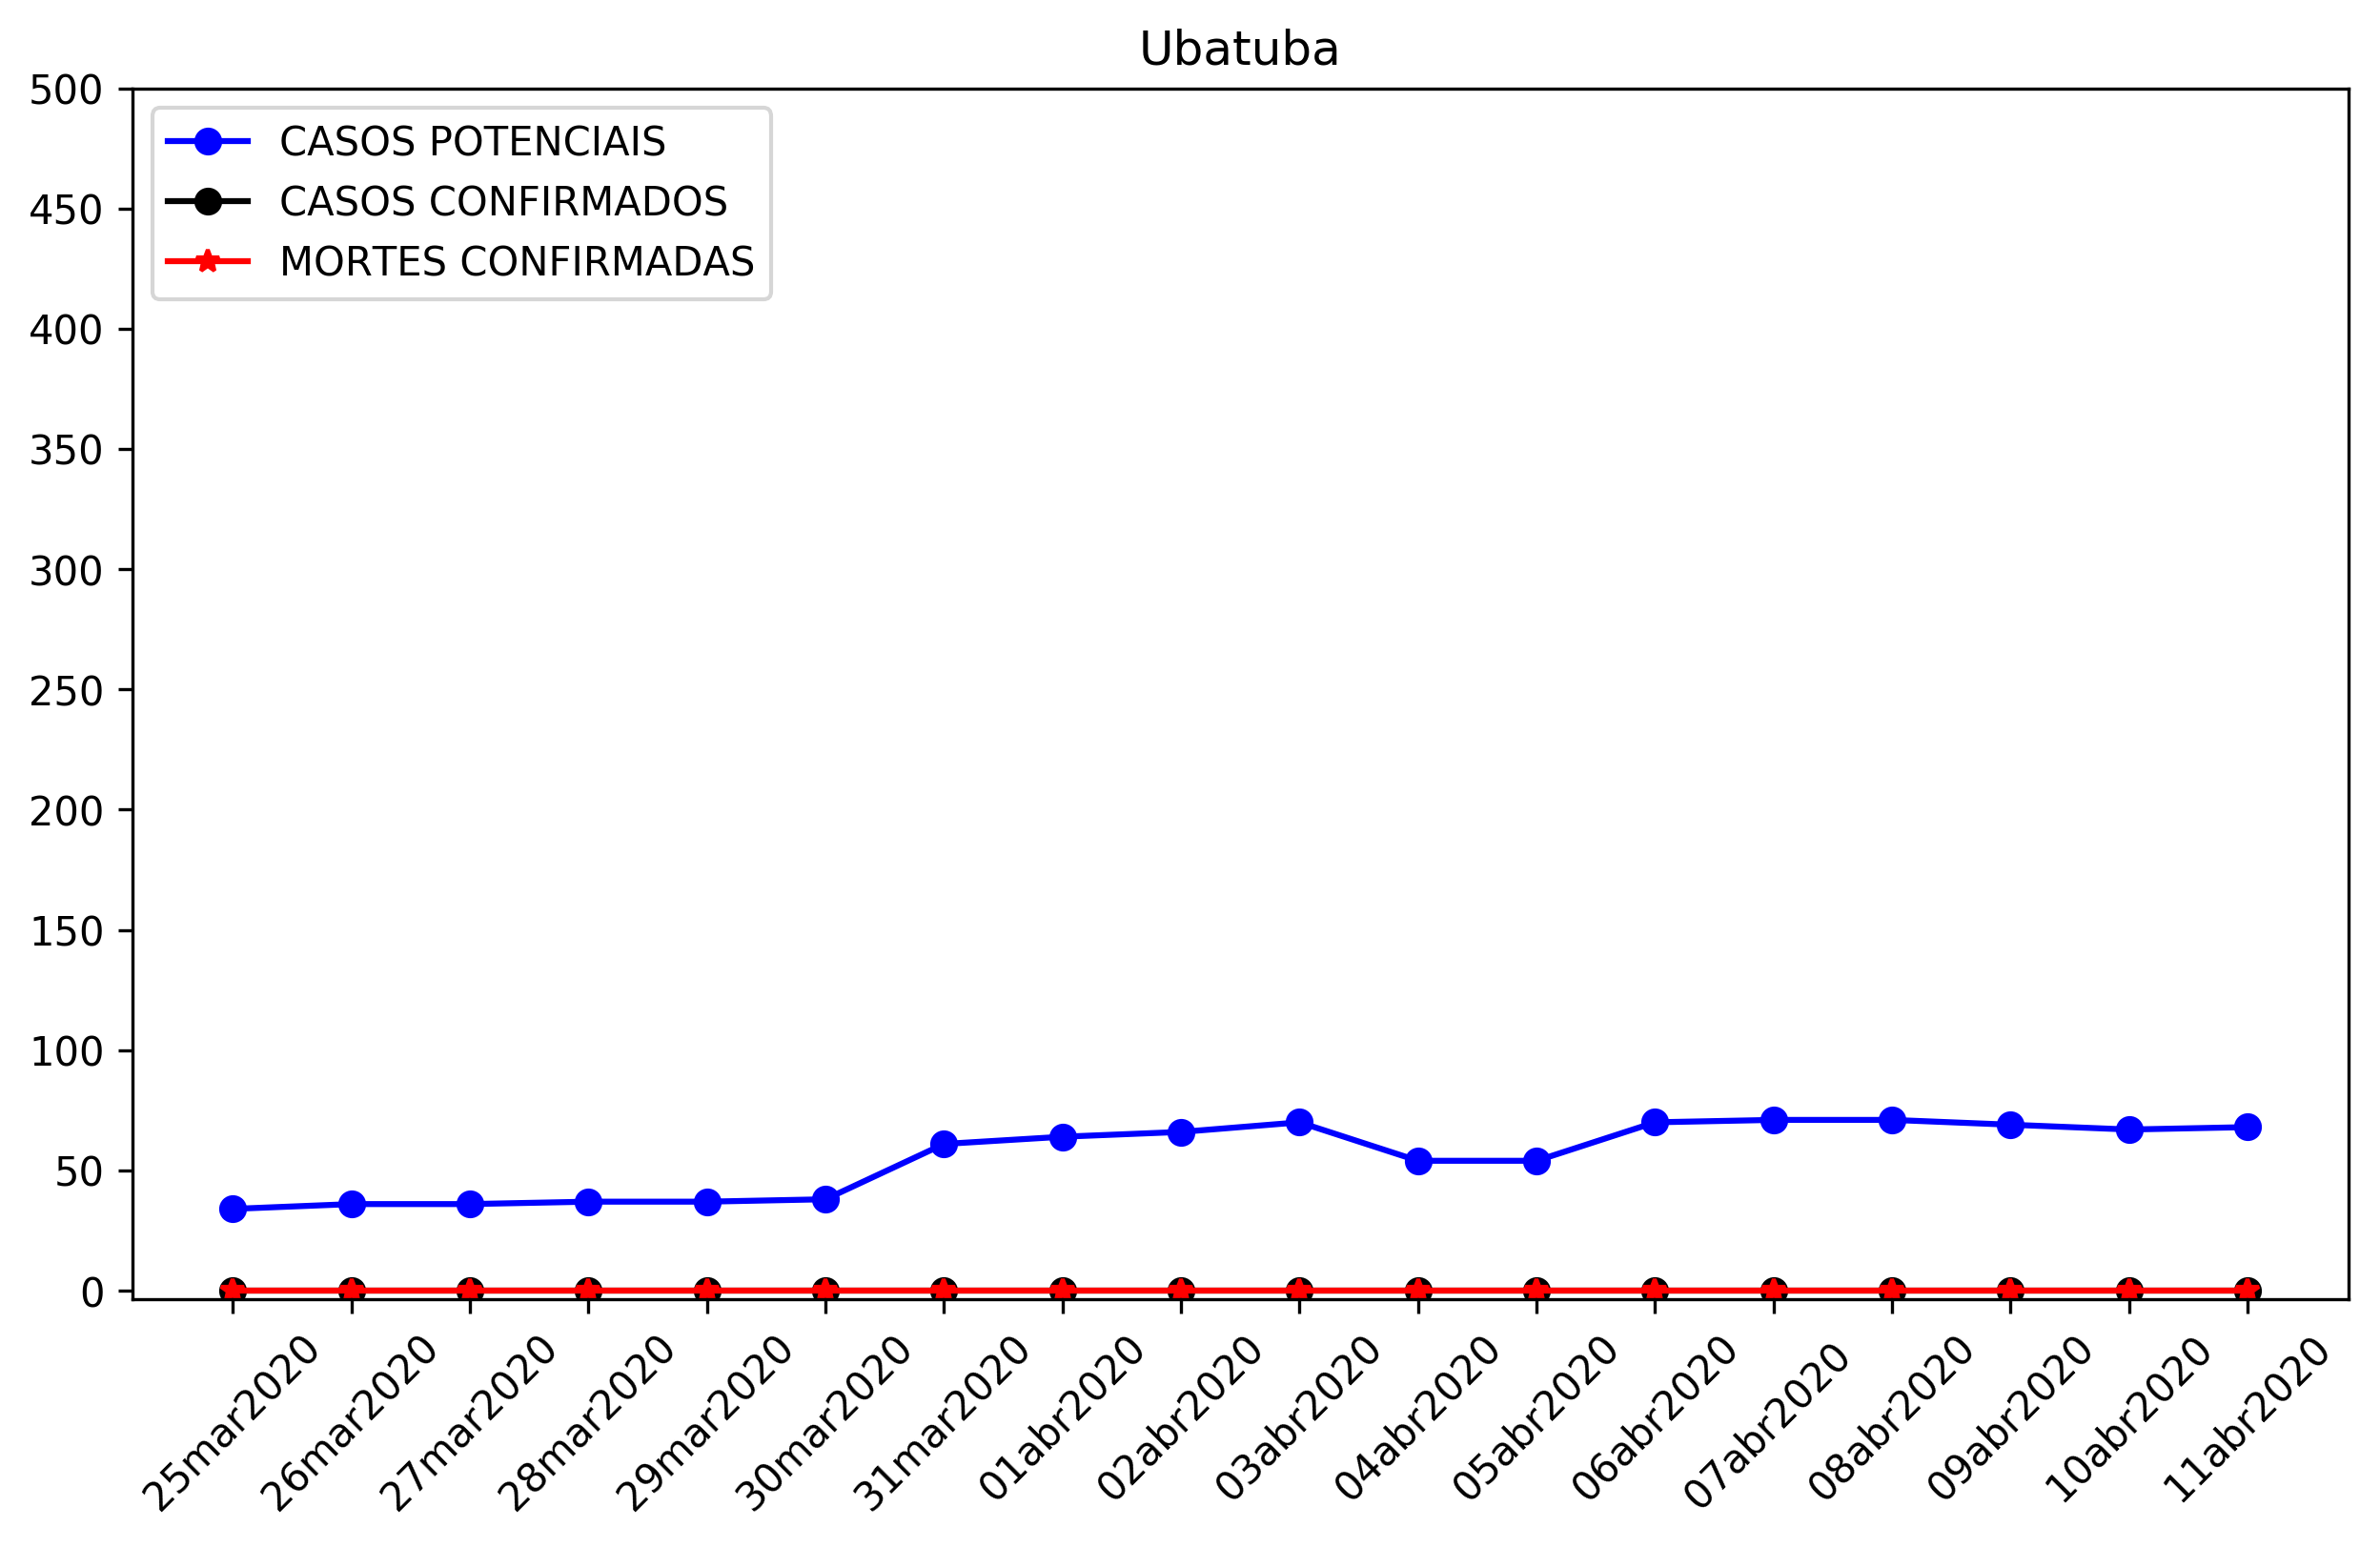 Ubatuba
500
450
400
350
300
250
200
150
100
50
0
CASOS POTENCIAIS
CASOS CONFIRMADOS
MORTES CONFIRMADAS
25mar2020
26mar2020
27mar2020
28mar2020
29mar2020
30mar2020
31mar2020
01abr2020
02abr2020
03abr2020
04abr2020
05abr2020
06abr2020
07abr2020
08abr2020
09abr2020
10abr2020
11abr2020